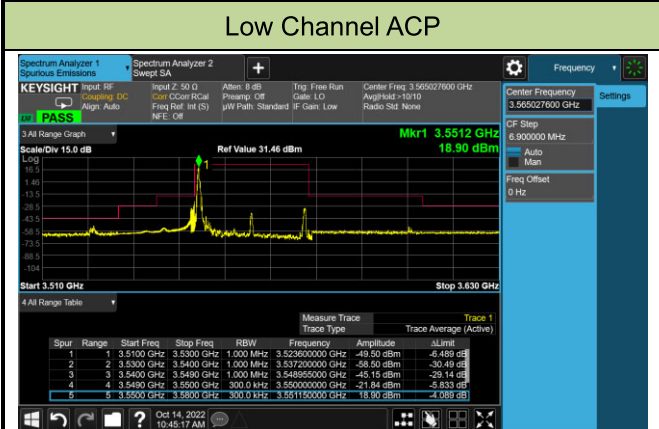 Low Channel ACP
Spectrum Analyzer 1
Spurious Emissions
Spectrum Analyzer 2
Swept SA
Frequency
KEYSIGHT
Input: RF
Coupling: DC
Align: Auto
Input Z: 50 Ω
Corr CCorr RCal
Freq Ref: Int (S)
NFE: Off
Atten: 8 dB
Preamp: Off
µW Path: Standard
Trig: Free Run
Gate: LO
IF Gain: Low
Center Freq: 3.565027600 GHz
Avg|Hold:>10/10
Radio Std: None
PASS
Center Frequency
3.565027600 GHz
Settings
CF Step
6.900000 MHz
Auto
Man
Freq Offset
0 Hz
3 All Range Graph
Mkr1 3.5512 GHz
Scale/Div 15.0 dB Ref Value 31.46 dBm 18.90 dBm
Log
16.5
1.46
-13.5
-28.5
-43.5
-58.5
-73.5
-88.5
-104
1
Start 3.510 GHz Stop 3.630 GHz
4 All Range Table
Measure Trace Trace 1
Trace Type Trace Average (Active)
Spur Range Start Freq Stop Freq RBW Frequency Amplitude ΔLimit
1 1 3.5100 GHz 3.5300 GHz 1.000 MHz 3.523600000 GHz -49.50 dBm -6.489 dB
2 2 3.5300 GHz 3.5400 GHz 1.000 MHz 3.537200000 GHz -58.50 dBm -30.49 dB
3 3 3.5400 GHz 3.5490 GHz 1.000 MHz 3.548955000 GHz -45.15 dBm -29.14 dB
4 4 3.5490 GHz 3.5500 GHz 300.0 kHz 3.550000000 GHz -21.84 dBm -5.833 dB
5 5 3.5500 GHz 3.5800 GHz 300.0 kHz 3.551150000 GHz 18.90 dBm -4.089 dB
Oct 14, 2022
10:45:17 AM